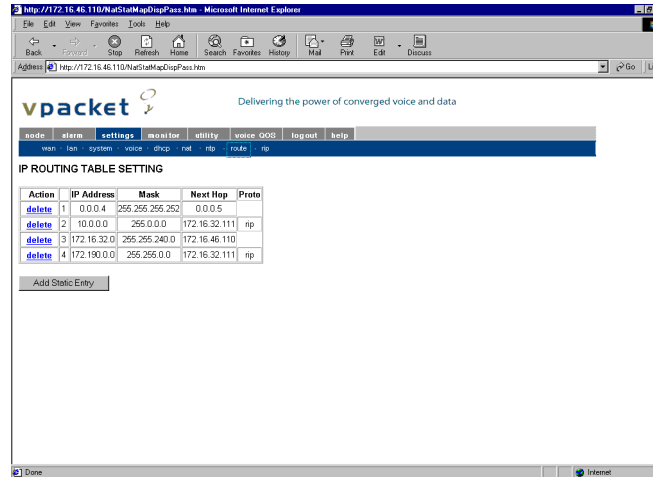 http://172.16.46.110/NatStatMapDispPass.htm - Microsoft Internet Explorer
File Edit View Favorites Tools Help
Back Forward Stop Refresh Home Search Favorites History Mail Print Edit Discuss
Address http://172.16.46.110/NatStatMapDispPass.htm Go
vpacket Delivering the power of converged voice and data
node alarm settings monitor utility voice QOS logout help
wan · lan · system · voice · dhcp · nat · ntp · route · rip
IP ROUTING TABLE SETTING
Action IP Address Mask Next Hop Proto
delete 1 0.0.0.4 255.255.255.252 0.0.0.5
delete 2 10.0.0.0 255.0.0.0 172.16.32.111 rip
delete 3 172.16.32.0 255.255.240.0 172.16.46.110
delete 4 172.190.0.0 255.255.0.0 172.16.32.111 rip
Add Static Entry
Done Internet